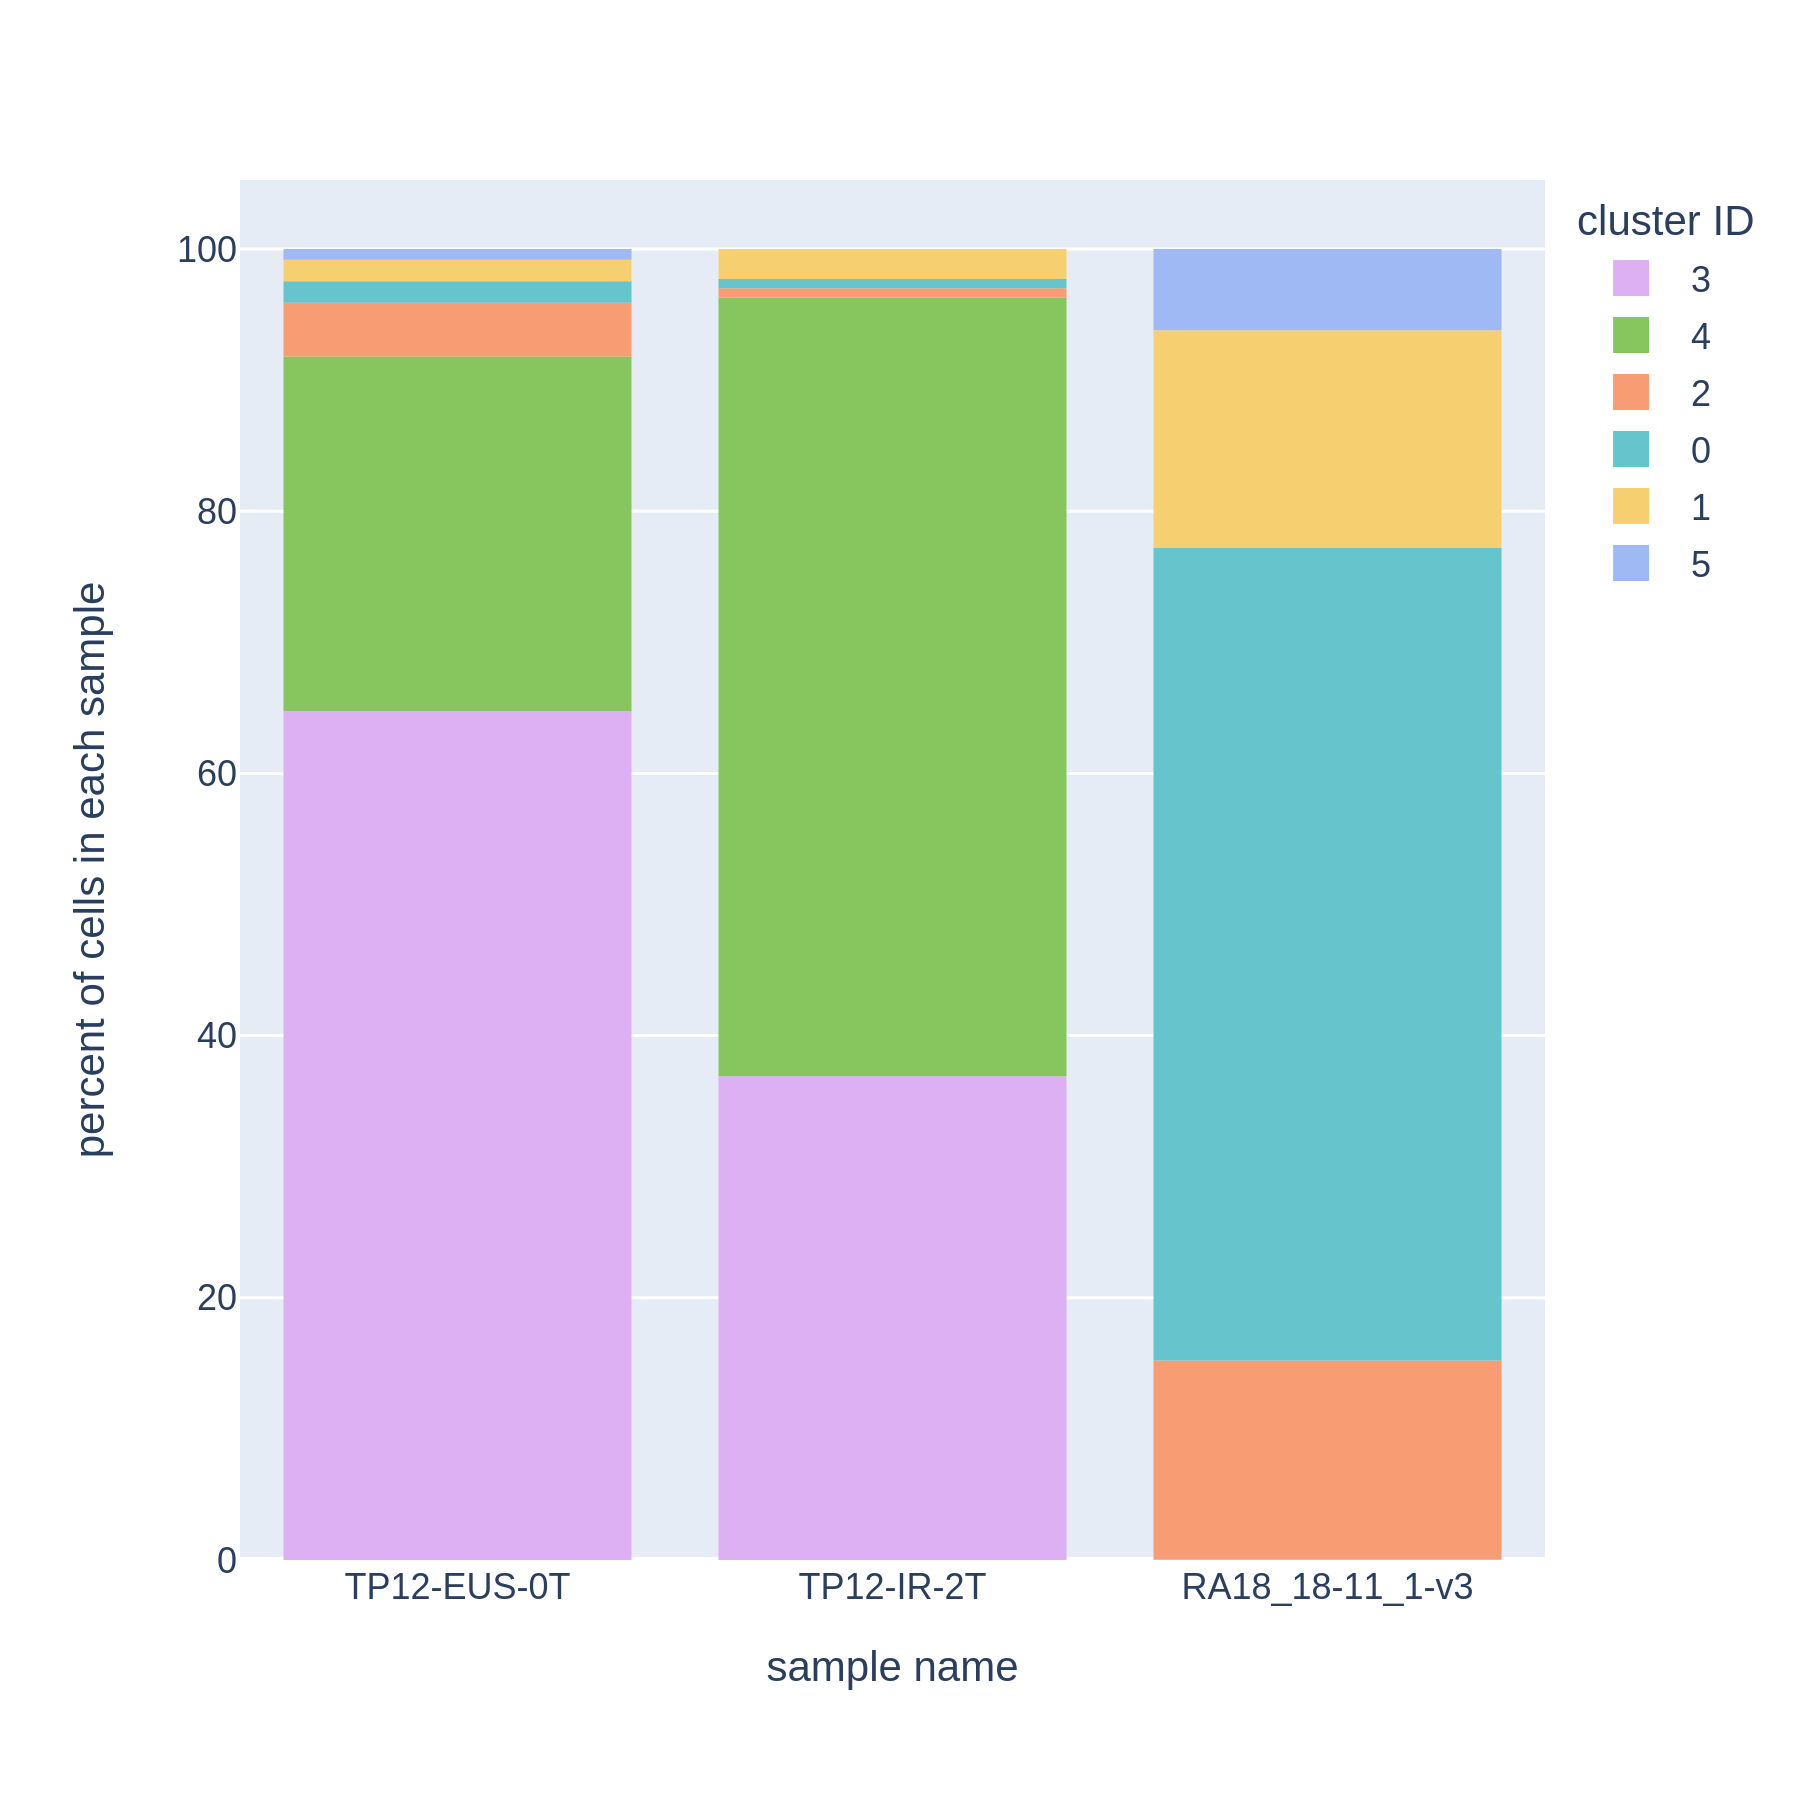 cluster ID
3
4
2
0
1
5
percent of cells in each sample
100
80
60
40
20
0
TP12-EUS-0T
TP12-IR-2T
RA18_18-11_1-v3
sample name